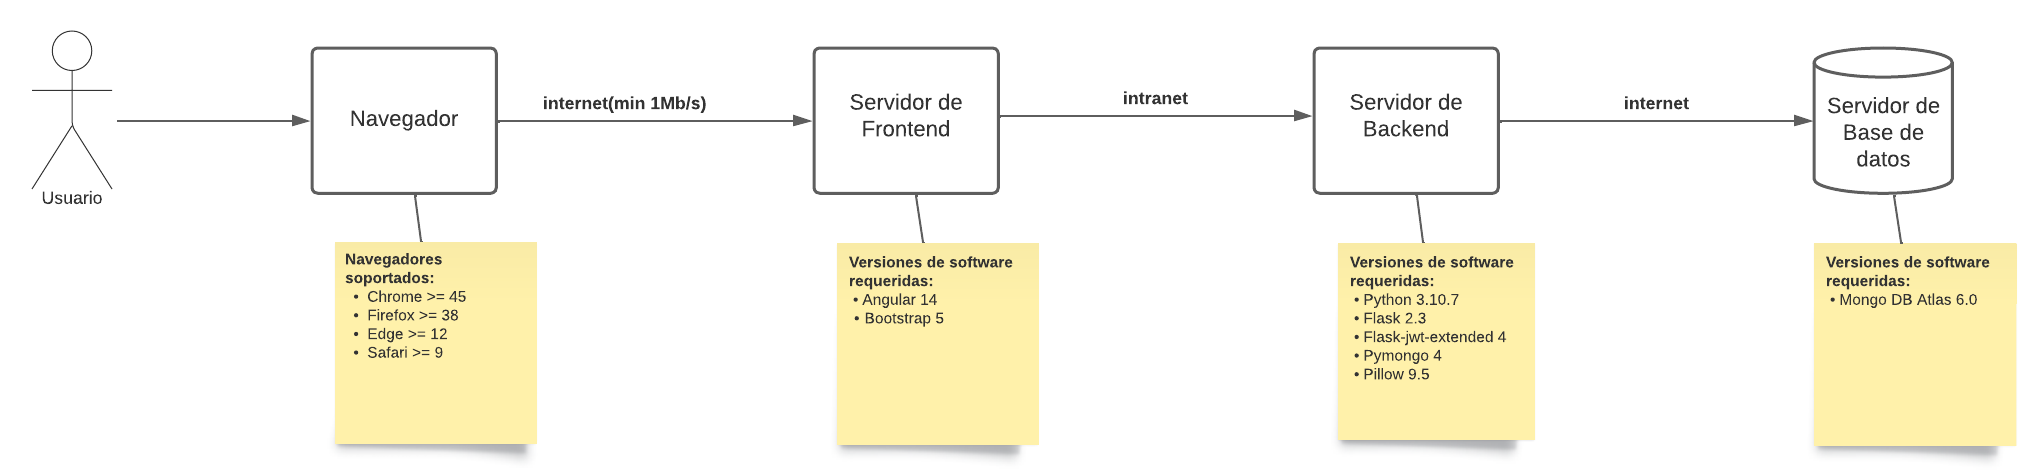 Usuario
Navegador
internet(min 1Mb/s)
Servidor de
Frontend
intranet
Servidor de
Backend
internet
Servidor de
Base de
datos
Navegadores
soportados:
• Chrome >= 45
• Firefox >= 38
• Edge >= 12
• Safari >= 9
Versiones de software
requeridas:
• Angular 14
• Bootstrap 5
Versiones de software
requeridas:
• Python 3.10.7
• Flask 2.3
• Flask-jwt-extended 4
• Pymongo 4
• Pillow 9.5
Versiones de software
requeridas:
• Mongo DB Atlas 6.0